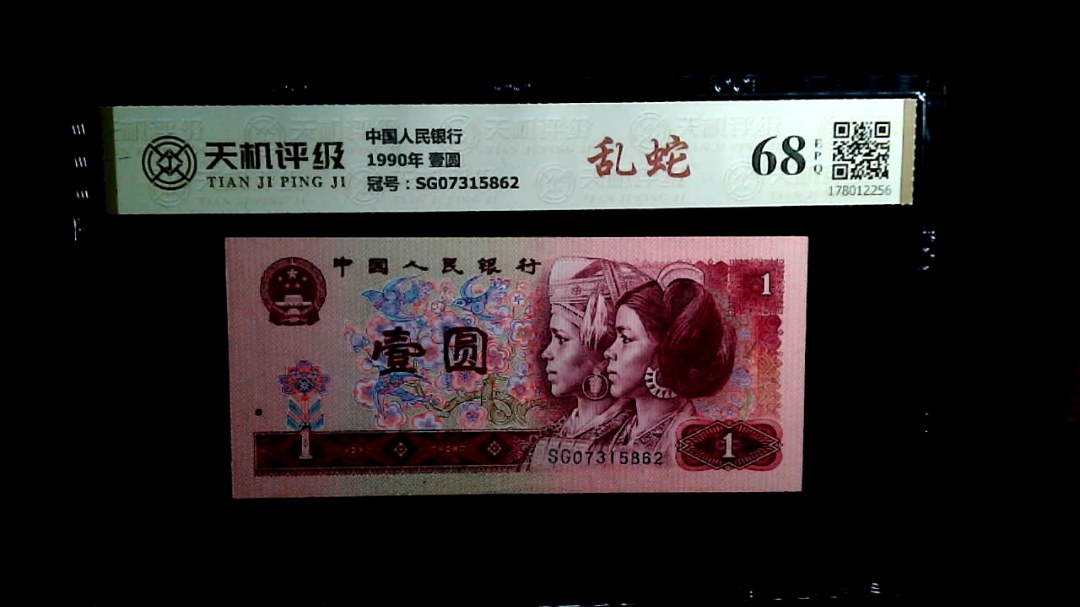 天机评级
TIAN JI PING JI
中国人民银行
1990年 壹圆
冠号：SG07315862
乱蛇
68
EPQ
178012256
中国人民银行
1
壹圆
1
SG07315862
1